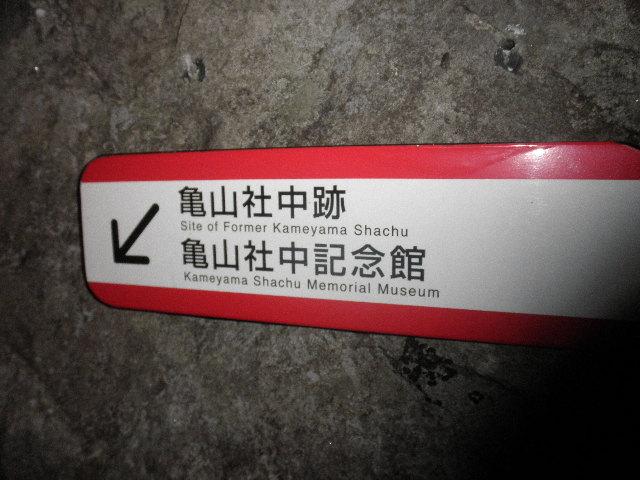 亀山社中跡
Site of Former Kameyama Shachu
亀山社中記念館
Kameyama Shachu Memorial Museum